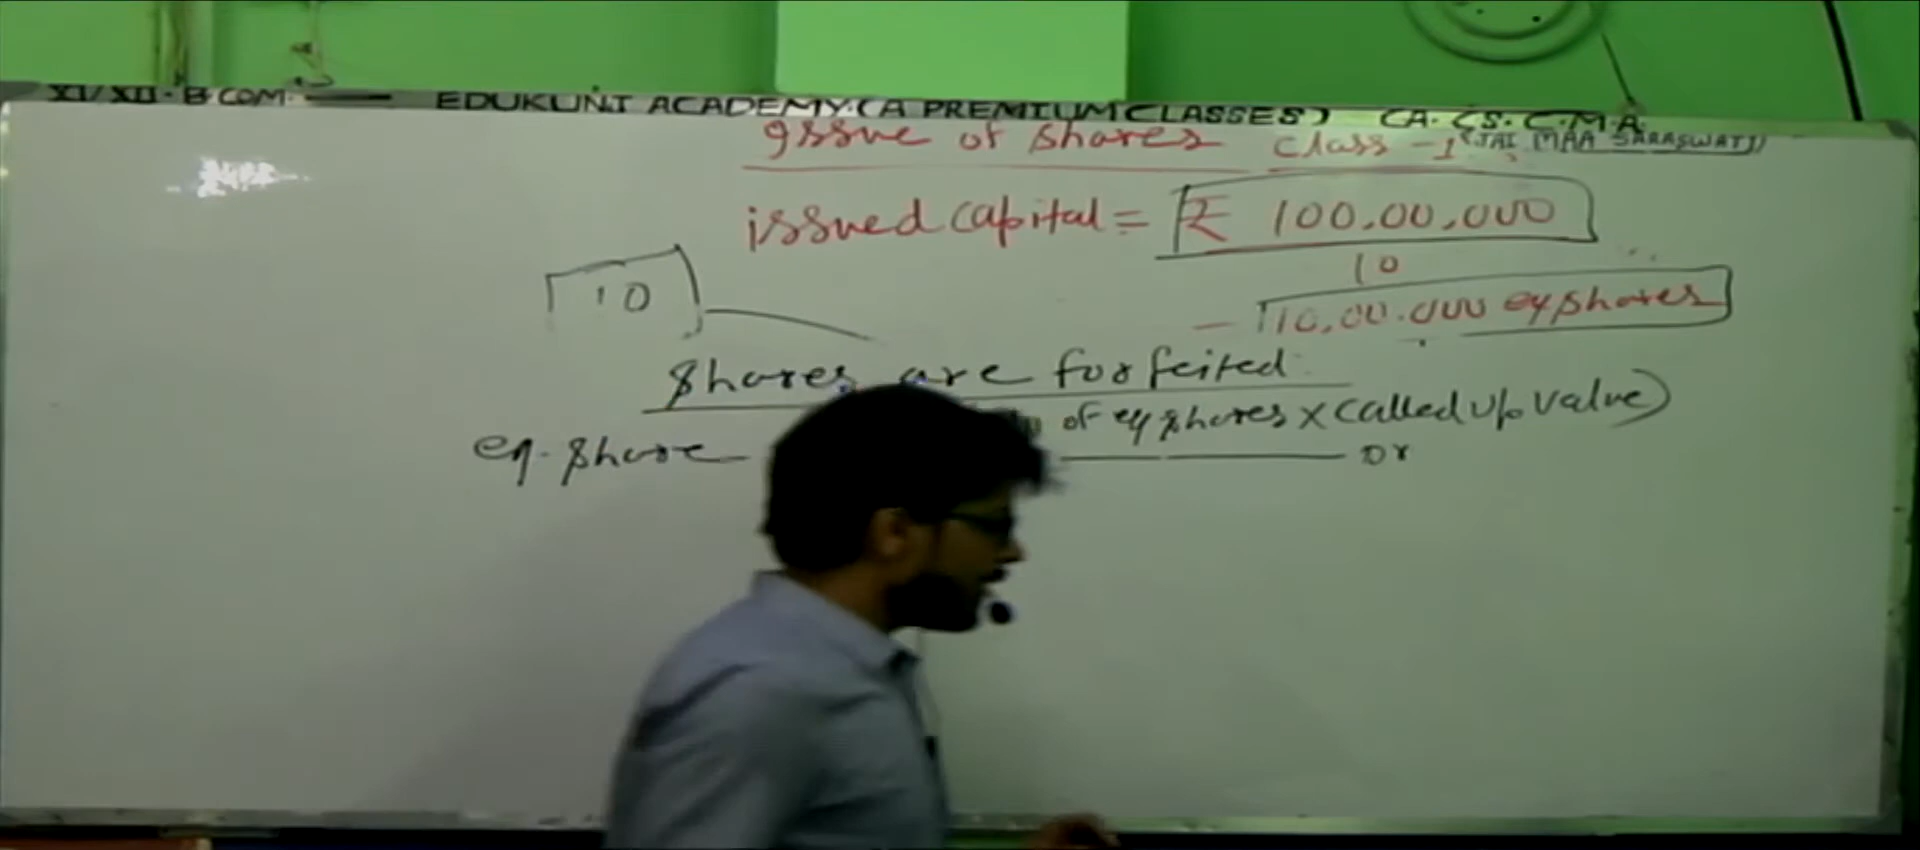 XI/XII. B.COM. — EDUKUNJ ACADEMY. (A PREMIUM CLASSES) CA. CS. C.M.A
Issue of shares class -1 (JAI MAA SARASWATI)
issued capital = ₹ 100,00,000
10
10
- 10,00,000 eq shares
shares are forfeited
of eq shares x called up value)
eq. share or